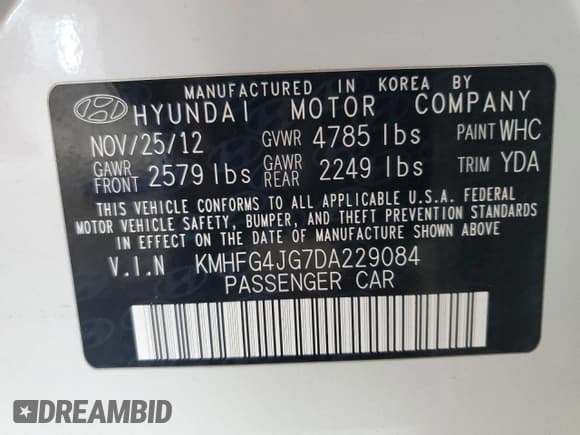 MANUFACTURED IN KOREA BY
HYUNDAI MOTOR COMPANY
NOV/25/12 GVWR 4785 lbs PAINT WHC
GAWR FRONT 2579 lbs GAWR REAR 2249 lbs TRIM YDA
THIS VEHICLE CONFORMS TO ALL APPLICABLE U.S.A. FEDERAL
MOTOR VEHICLE SAFETY, BUMPER, AND THEFT PREVENTION STANDARDS
IN EFFECT ON THE DATE OF MANUFACTURE SHOWN ABOVE.
V.I.N KMHFG4JG7DA229084
PASSENGER CAR
DREAMBID